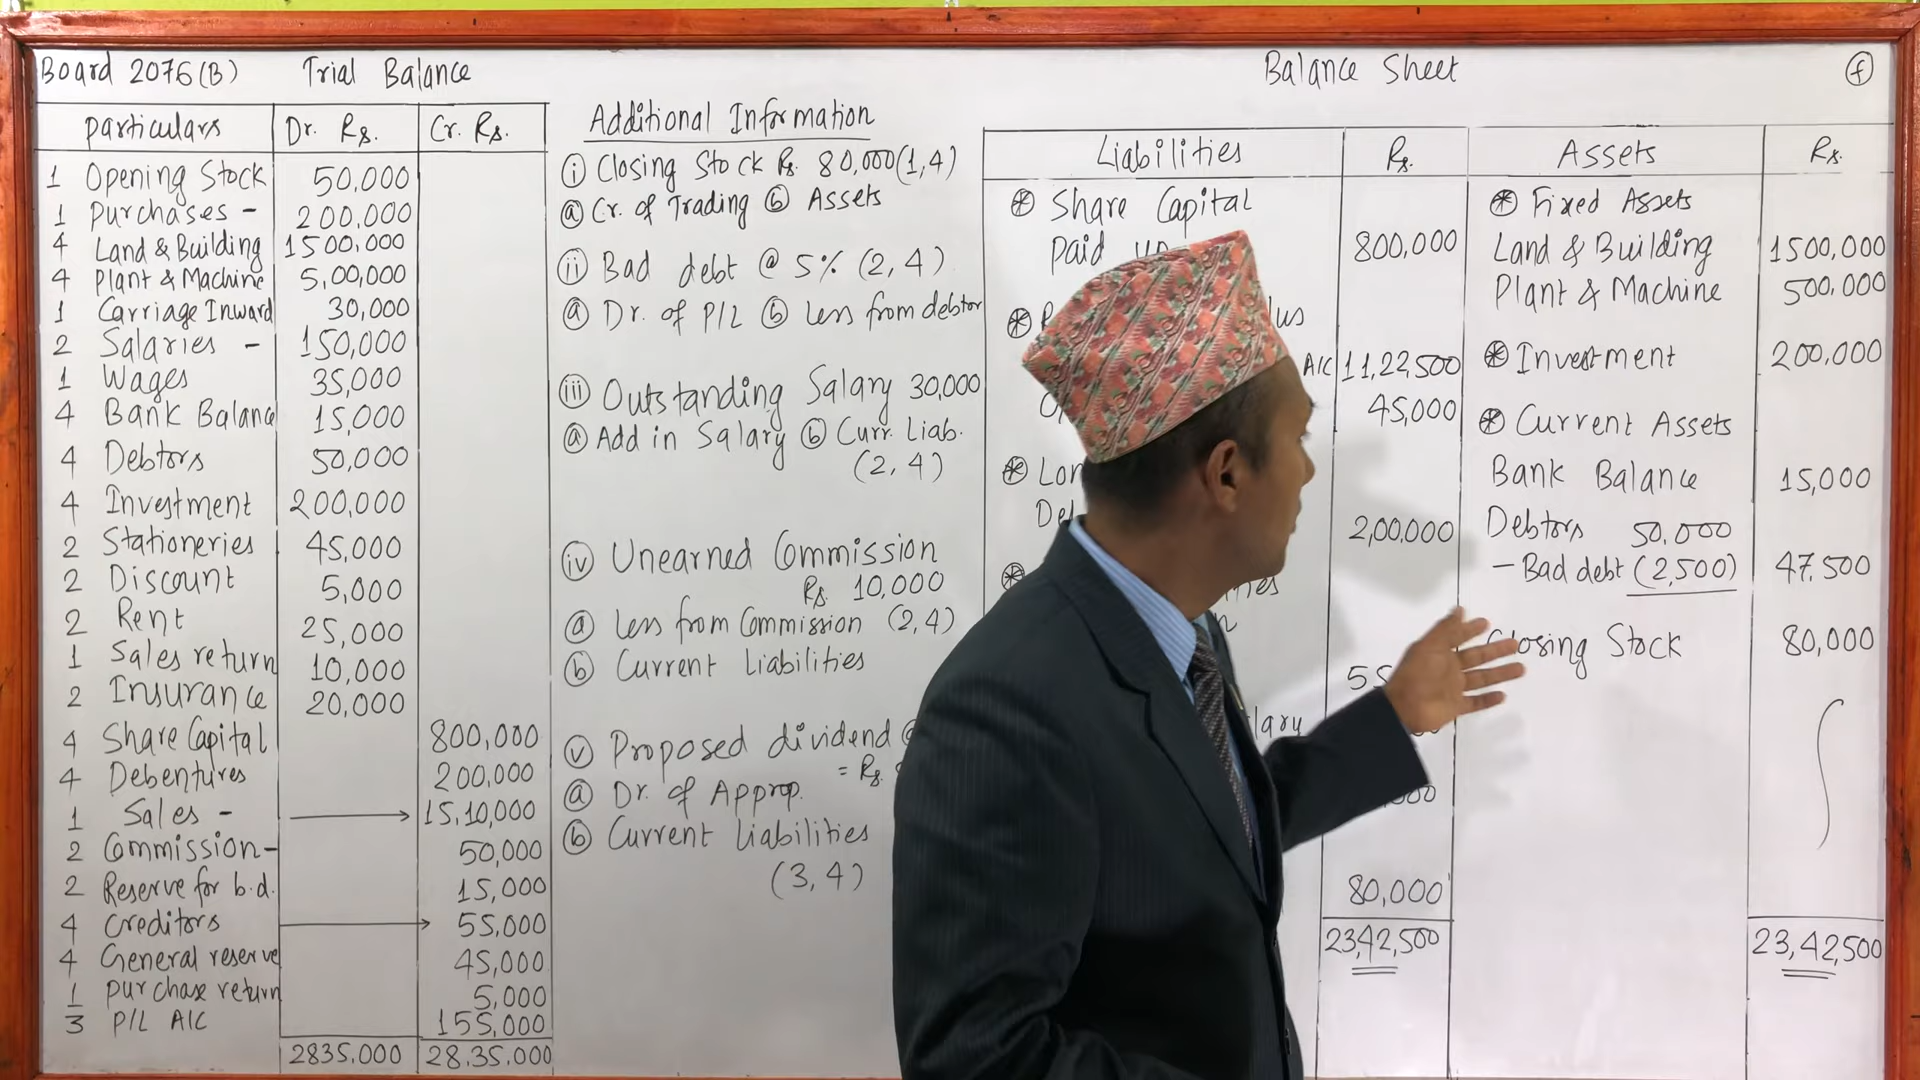 Board 2076(B) Trial Balance
particulars Dr. Rs. Cr. Rs.
1 Opening Stock 50,000
1 Purchases - 200,000
4 Land & Building 1500,000
4 Plant & Machine 5,00,000
1 Carriage Inward 30,000
2 Salaries - 150,000
1 Wages 35,000
4 Bank Balance 15,000
4 Debtors 50,000
4 Investment 200,000
2 Stationeries 45,000
2 Discount 5,000
2 Rent 25,000
1 Sales return 10,000
2 Insurance 20,000
4 Share Capital 800,000
4 Debentures 200,000
1 Sales - 15,10,000
2 Commission- 50,000
2 Reserve for b.d. 15,000
4 Creditors 55,000
4 General reserve 45,000
1 purchase return 5,000
3 P/L A/C 155,000
2835,000 28,35,000
Additional Information
(i) Closing Stock Rs. 80,000(1,4)
(a) Cr. of Trading (b) Assets
(ii) Bad debt @ 5% (2,4)
(a) Dr. of P/L (b) Less from debtor
(iii) Outstanding Salary 30,000
(a) Add in Salary (b) Curr. Liab.
(2,4)
(iv) Unearned Commission
Rs. 10,000
(a) Less from Commission (2,4)
(b) Current Liabilities
(v) Proposed dividend
= Rs.
(a) Dr. of Approp.
(b) Current Liabilities
(3,4)
Balance Sheet (f)
Liabilities Rs. Assets Rs.
* Share Capital
Paid 800,000
A/C 11,22,500
45,000
*
2,00,000
*
80,000
23,42,500
* Fixed Assets
Land & Building 1500,000
Plant & Machine 500,000
* Investment 200,000
* Current Assets
Bank Balance 15,000
Debtors 50,000
- Bad debt (2,500) 47,500
Closing Stock 80,000
23,42,500